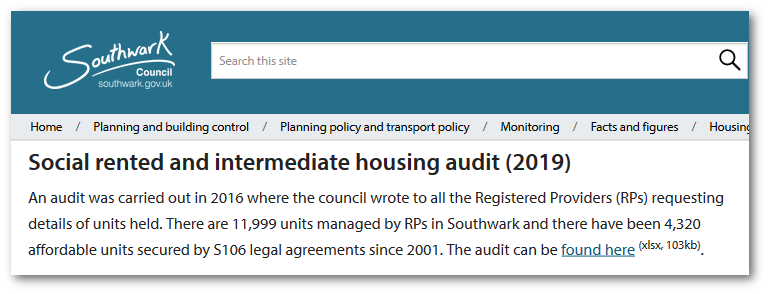 Southwark
Council
southwark.gov.uk
Search this site
Home / Planning and building control / Planning policy and transport policy / Monitoring / Facts and figures / Housing
Social rented and intermediate housing audit (2019)
An audit was carried out in 2016 where the council wrote to all the Registered Providers (RPs) requesting
details of units held. There are 11,999 units managed by RPs in Southwark and there have been 4,320
affordable units secured by S106 legal agreements since 2001. The audit can be found here (xlsx, 103kb).